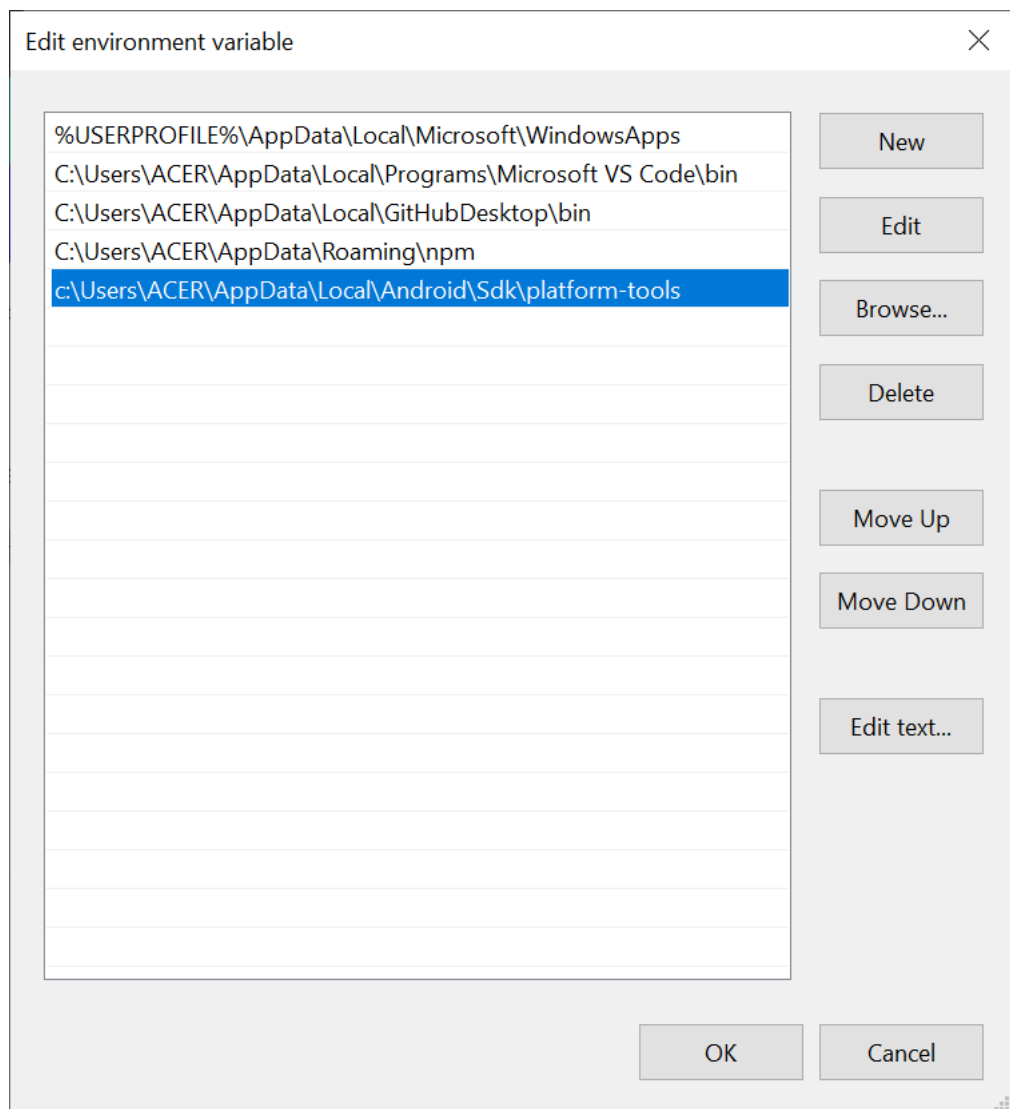 Edit environment variable
%USERPROFILE%\AppData\Local\Microsoft\WindowsApps
C:\Users\ACER\AppData\Local\Programs\Microsoft VS Code\bin
C:\Users\ACER\AppData\Local\GitHubDesktop\bin
C:\Users\ACER\AppData\Roaming\npm
c:\Users\ACER\AppData\Local\Android\Sdk\platform-tools
New
Edit
Browse...
Delete
Move Up
Move Down
Edit text...
OK
Cancel